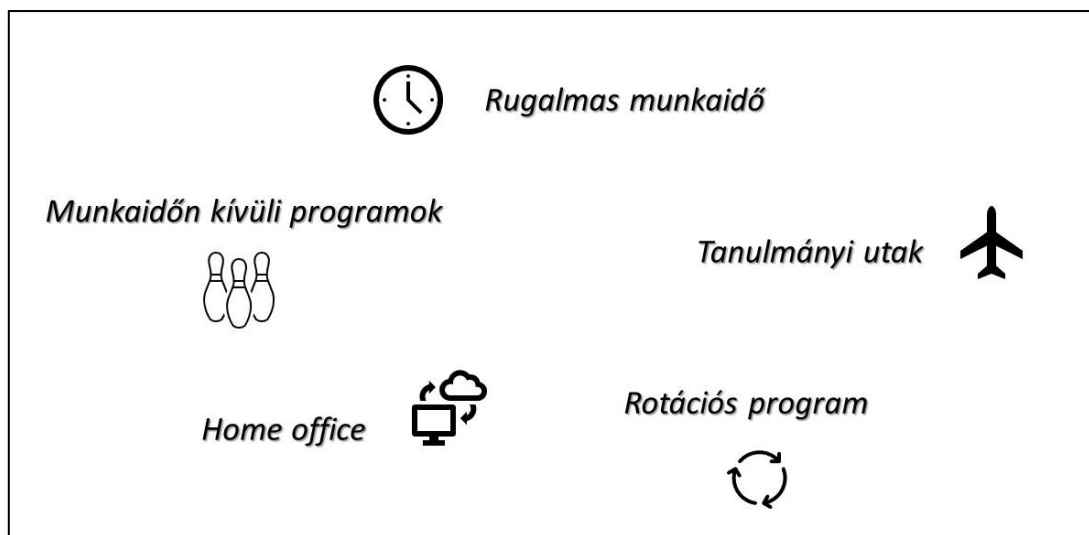 Rugalmas munkaidő
Munkaidőn kívüli programok
Tanulmányi utak
Home office
Rotációs program